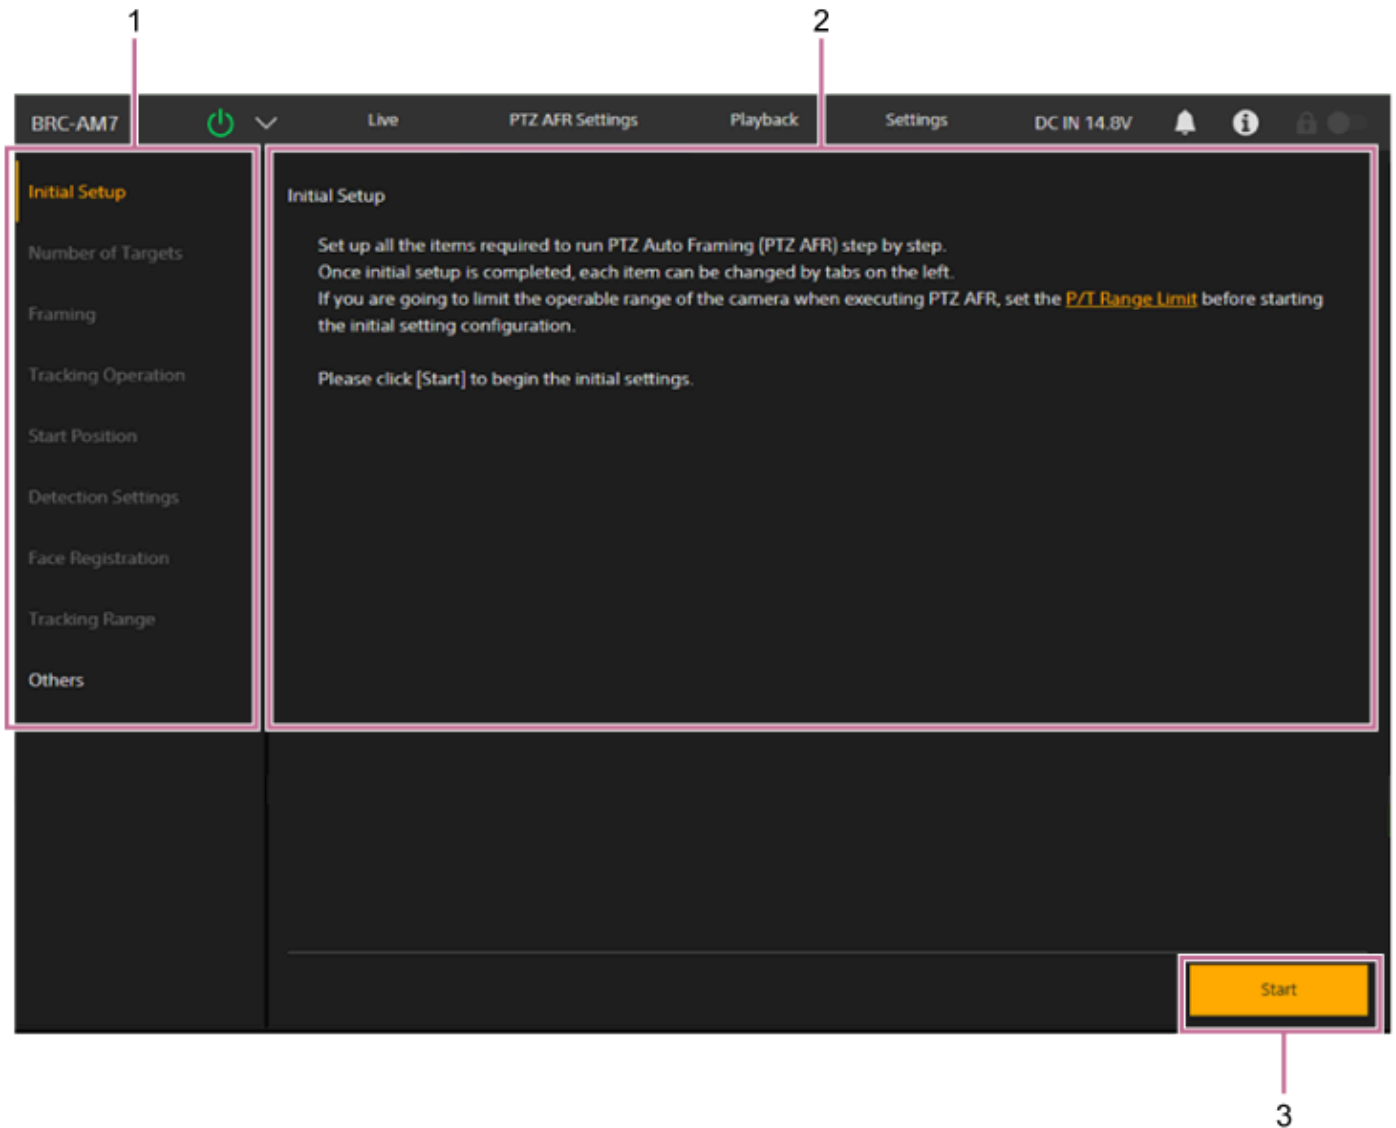 1
2
BRC-AM7
Live
PTZ AFR Settings
Playback
Settings
DC IN 14.8V
Initial Setup
Number of Targets
Framing
Tracking Operation
Start Position
Detection Settings
Face Registration
Tracking Range
Others
Initial Setup
Set up all the items required to run PTZ Auto Framing (PTZ AFR) step by step.
Once initial setup is completed, each item can be changed by tabs on the left.
If you are going to limit the operable range of the camera when executing PTZ AFR, set the P/T Range Limit before starting
the initial setting configuration.
Please click [Start] to begin the initial settings.
Start
3